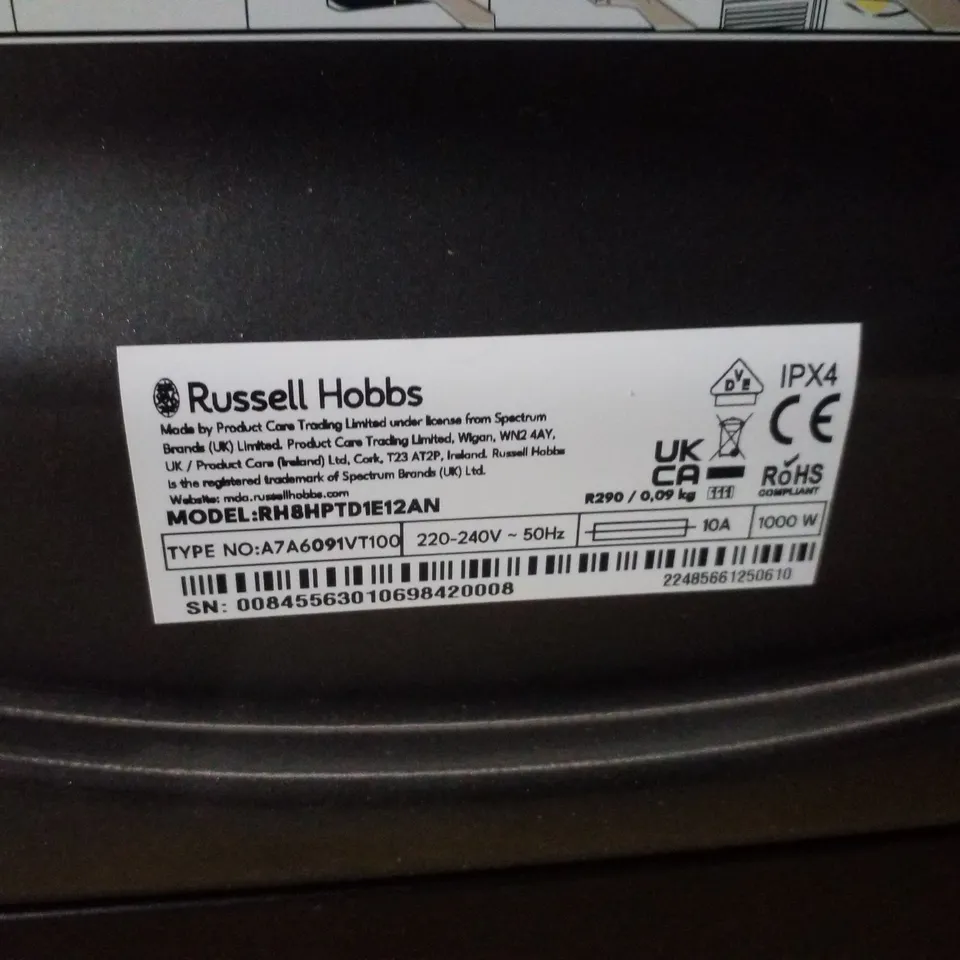 Russell Hobbs
Made by Product Care Trading Limited under license from Spectrum
Brands (UK) Limited. Product Care Trading Limited, Wigan, WN2 4AY,
UK / Product Care (Ireland) Ltd, Cork, T23 AT2P, Ireland. Russell Hobbs
is the registered trademark of Spectrum Brands (UK) Ltd.
Website: mda.russellhobbs.com
DVE
IPX4
CE
UK
CA
RoHS
COMPLIANT
R290 / 0,09 kg
MODEL:RH8HPTD1E12AN
TYPE NO:A7A6091VT100
220-240V ~ 50Hz
10A
1000 W
SN: 00845563010698420008
22485661250610